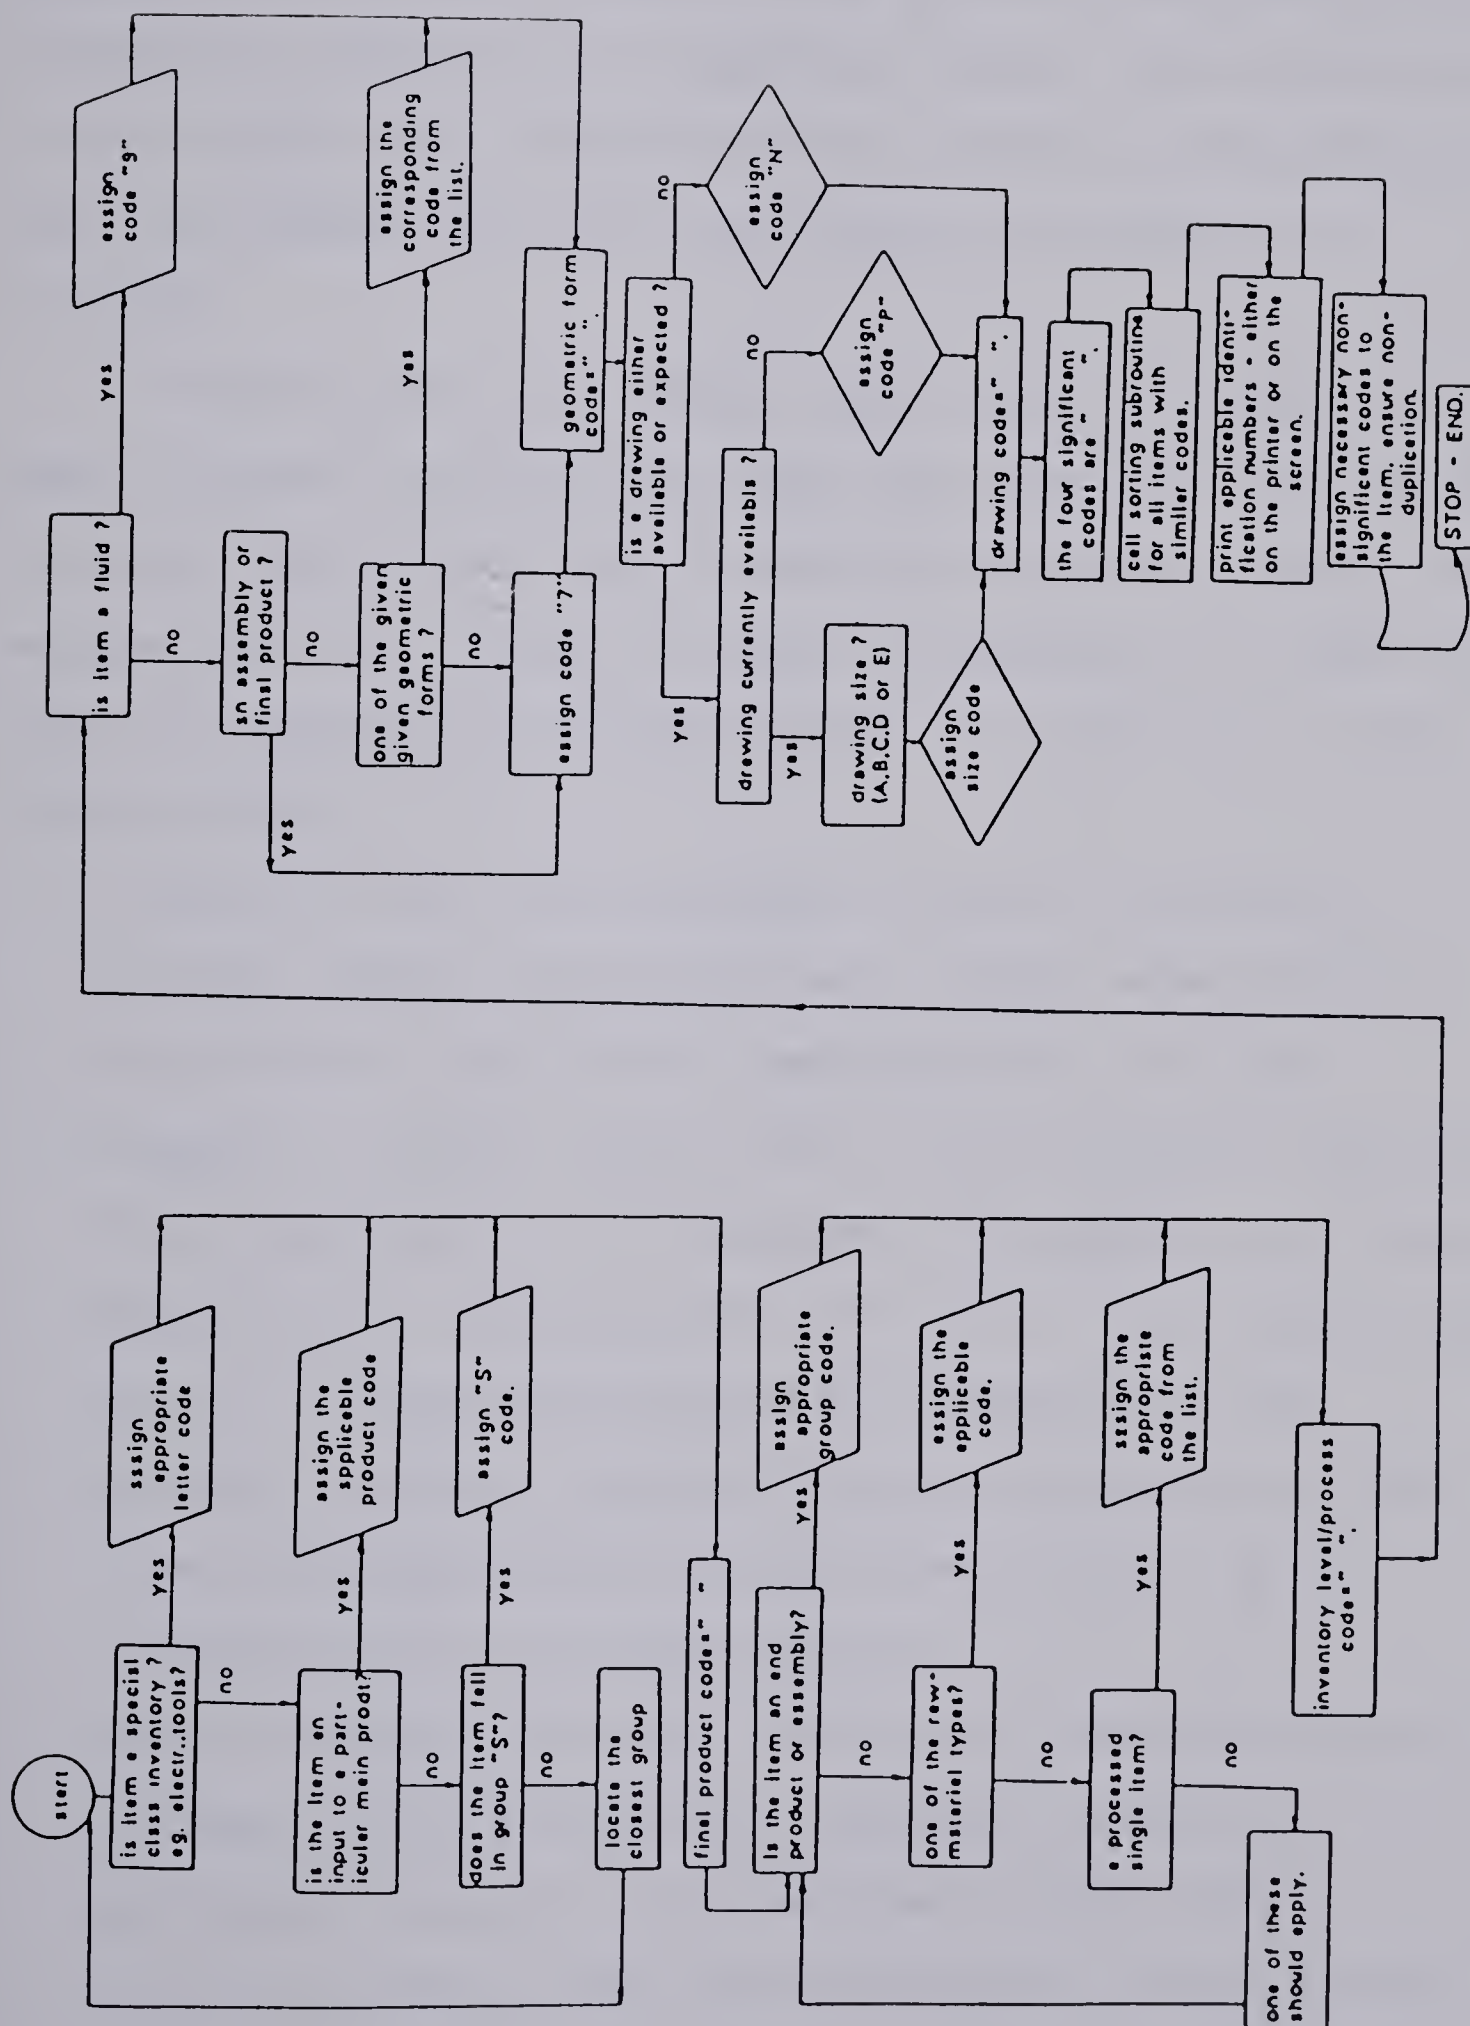 start
is item a special
class inventory ?
eg. electr..tools?
yes
assign
appropriate
letter code
no
is the item an
input to a part-
icular main prodt?
yes
assign the
applicable
product code
no
does the item fall
in group "S"?
yes
assign "S"
code.
no
locate the
closest group
final product code=" "
Is the item an end
product or assembly?
yes
assign
appropriate
group code.
no
one of the raw-
material types?
yes
assign the
applicable
code.
no
a processed
single item?
yes
assign the
appropriate
code from
the list.
no
one of these
should apply.
inventory level/process
code=" ".
is item a fluid ?
yes
assign
code "9"
no
an assembly or
final product ?
yes
no
one of the given
given geometric
forms ?
yes
assign the
corresponding
code from
the list.
no
assign code "7"
geometric form
code=" ".
is a drawing either
available or expected ?
no
assign
code "N"
yes
drawing currently available ?
no
assign
code "P"
yes
drawing size ?
(A,B,C,D or E)
assign
size code
drawing code=" ".
the four significant
codes are " ".
call sorting subroutine
for all items with
similar codes.
print applicable identi-
fication numbers - either
on the printer or on the
screen.
assign necessary non-
significant codes to
the item, ensure non-
duplication.
STOP - END.